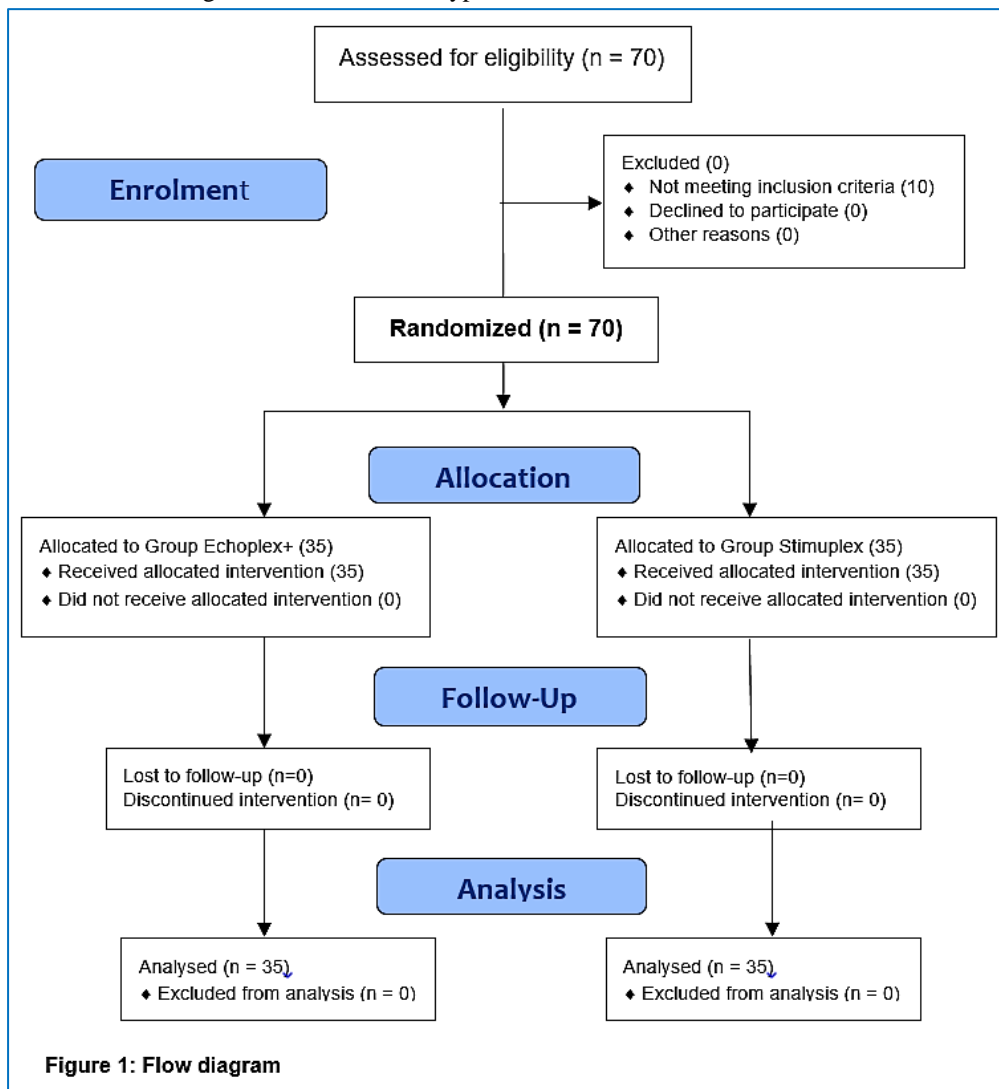 Assessed for eligibility (n = 70)
Enrolment
Excluded (0)
♦ Not meeting inclusion criteria (10)
♦ Declined to participate (0)
♦ Other reasons (0)
Randomized (n = 70)
Allocation
Allocated to Group Echoplex+ (35)
♦ Received allocated intervention (35)
♦ Did not receive allocated intervention (0)
Allocated to Group Stimuplex (35)
♦ Received allocated intervention (35)
♦ Did not receive allocated intervention (0)
Follow-Up
Lost to follow-up (n=0)
Discontinued intervention (n= 0)
Lost to follow-up (n=0)
Discontinued intervention (n= 0)
Analysis
Analysed (n = 35)
♦ Excluded from analysis (n = 0)
Analysed (n = 35)
♦ Excluded from analysis (n = 0)
Figure 1: Flow diagram